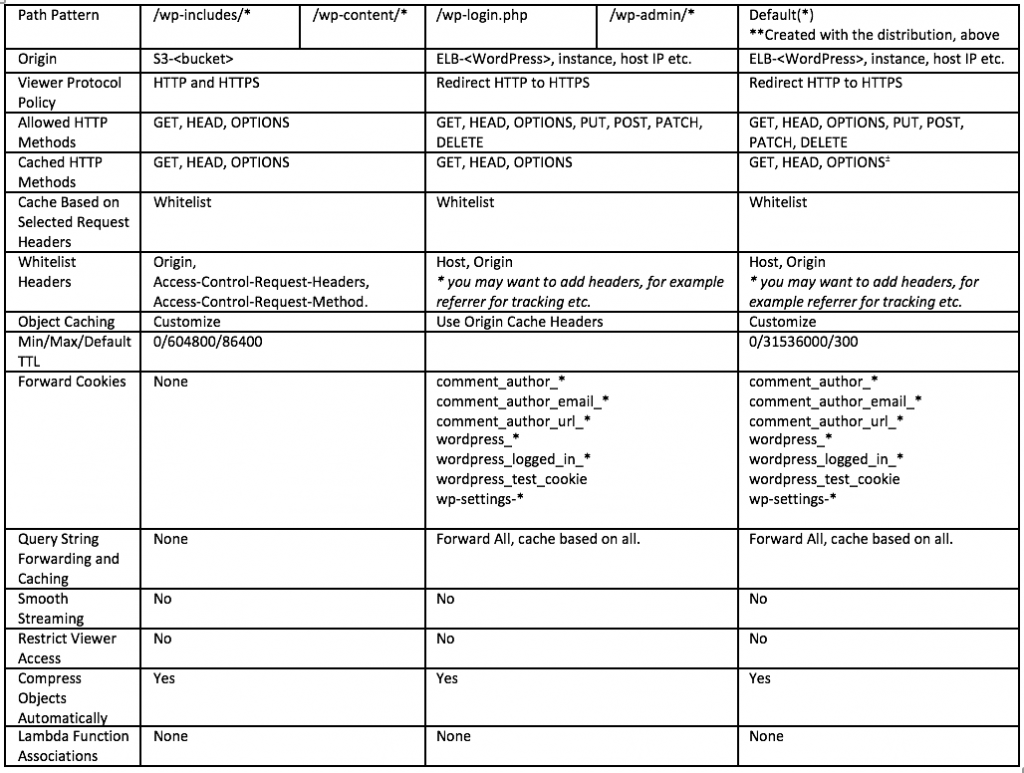 Path Pattern
/wp-includes/*
/wp-content/*
/wp-login.php
/wp-admin/*
Default(*)
**Created with the distribution, above
Origin
S3-<bucket>
ELB-<WordPress>, instance, host IP etc.
ELB-<WordPress>, instance, host IP etc.
Viewer Protocol
Policy
HTTP and HTTPS
Redirect HTTP to HTTPS
Redirect HTTP to HTTPS
Allowed HTTP
Methods
GET, HEAD, OPTIONS
GET, HEAD, OPTIONS, PUT, POST, PATCH,
DELETE
GET, HEAD, OPTIONS, PUT, POST,
PATCH, DELETE
Cached HTTP
Methods
GET, HEAD, OPTIONS
GET, HEAD, OPTIONS
GET, HEAD, OPTIONS
Cache Based on
Selected Request
Headers
Whitelist
Whitelist
Whitelist
Whitelist
Headers
Origin,
Access-Control-Request-Headers,
Access-Control-Request-Method.
Host, Origin
* you may want to add headers, for example
referrer for tracking etc.
Host, Origin
* you may want to add headers, for
example referrer for tracking etc.
Object Caching
Customize
Use Origin Cache Headers
Customize
Min/Max/Default
TTL
0/604800/86400
0/31536000/300
Forward Cookies
None
comment_author_*
comment_author_email_*
comment_author_url_*
wordpress_*
wordpress_logged_in_*
wordpress_test_cookie
wp-settings-*
comment_author_*
comment_author_email_*
comment_author_url_*
wordpress_*
wordpress_logged_in_*
wordpress_test_cookie
wp-settings-*
Query String
Forwarding and
Caching
None
Forward All, cache based on all.
Forward All, cache based on all.
Smooth
Streaming
No
No
No
Restrict Viewer
Access
No
No
No
Compress
Objects
Automatically
Yes
Yes
Yes
Lambda Function
Associations
None
None
None